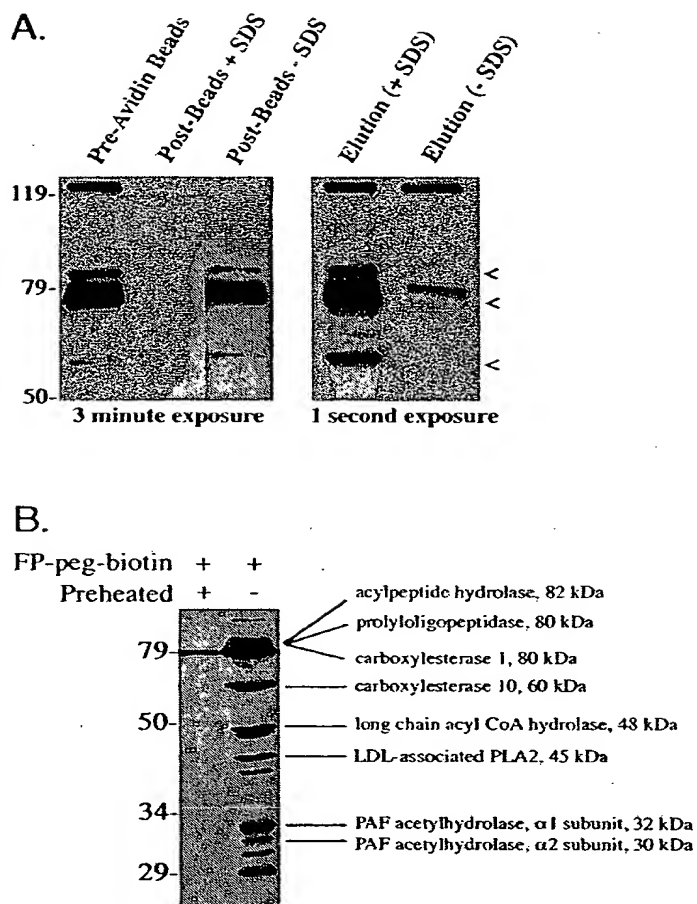 A.
Pre-Avidin Beads
Post-Beads + SDS
Post-Beads - SDS
Elution (+ SDS)
Elution (- SDS)
119-
79-
50-
<
<
<
3 minute exposure
1 second exposure
B.
FP-peg-biotin + +
Preheated + -
79-
50-
34-
29-
acylpeptide hydrolase, 82 kDa
prolyloligopeptidase, 80 kDa
carboxylesterase 1, 80 kDa
carboxylesterase 10, 60 kDa
long chain acyl CoA hydrolase, 48 kDa
LDL-associated PLA2, 45 kDa
PAF acetylhydrolase, α1 subunit, 32 kDa
PAF acetylhydrolase, α2 subunit, 30 kDa